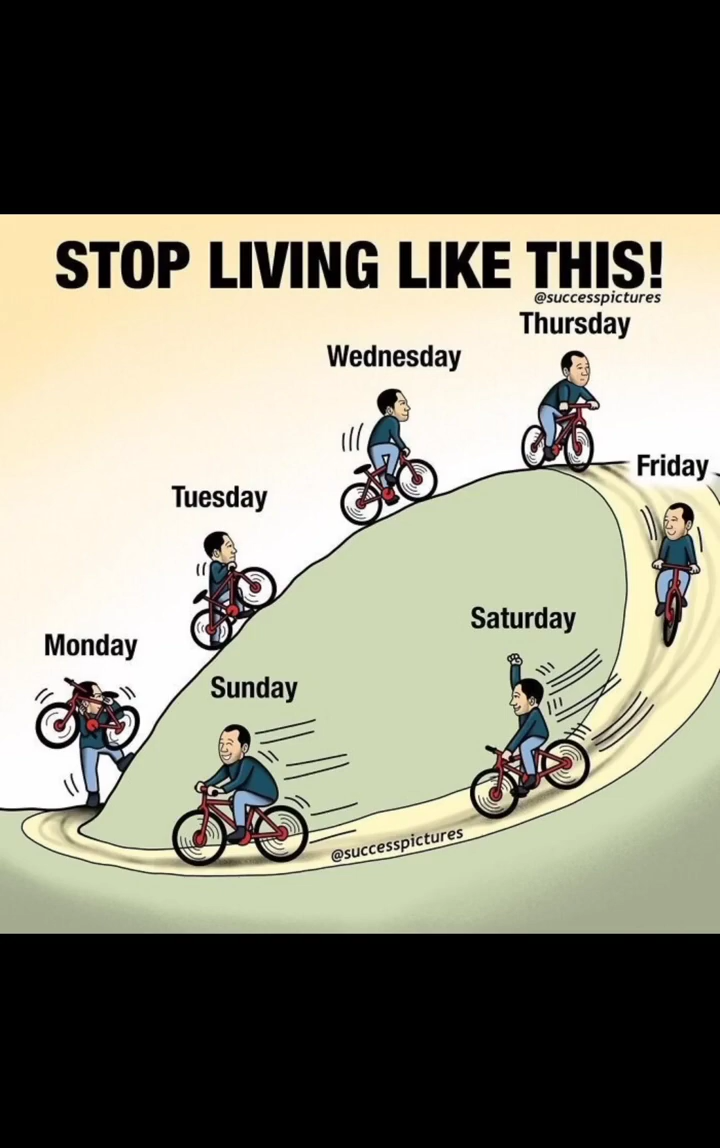 STOP LIVING LIKE THIS!
@successpictures
Thursday
Wednesday
Friday
Tuesday
Saturday
Monday
Sunday
@successpictures